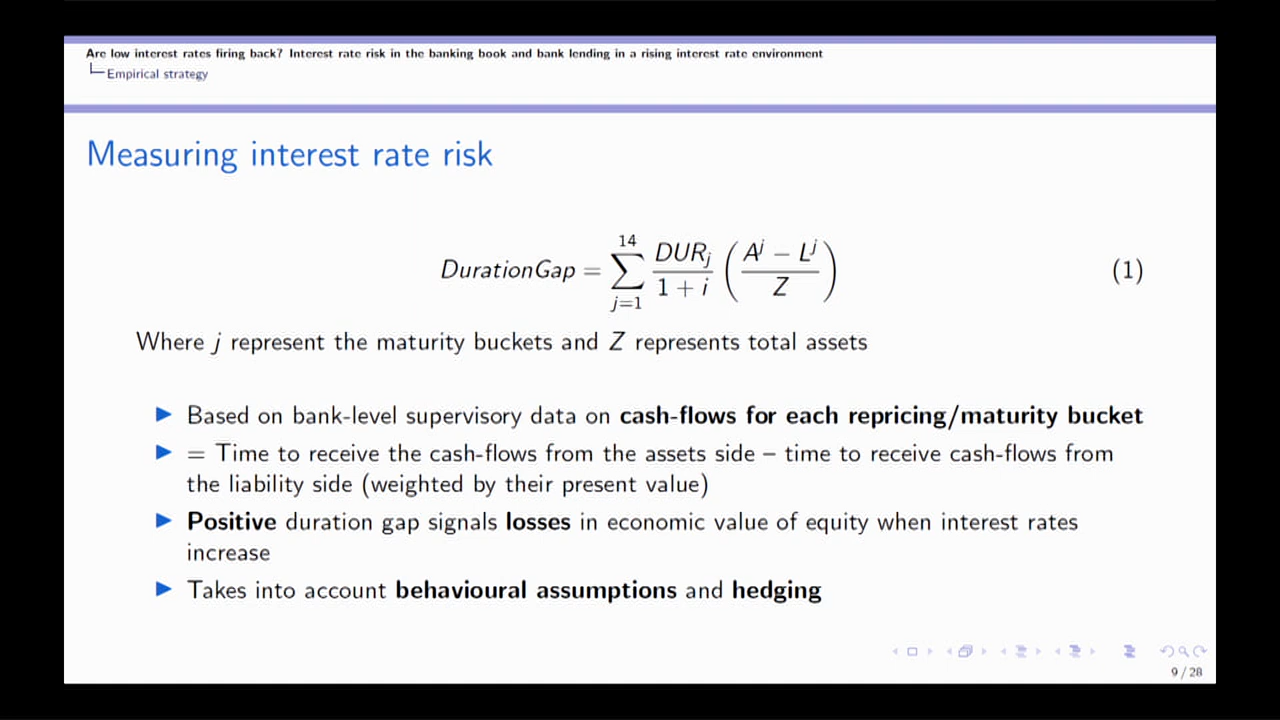 Are low interest rates firing back? Interest rate risk in the banking book and bank lending in a rising interest rate environment
Empirical strategy
Measuring interest rate risk
DurationGap = \sum_{j=1}^{14} \frac{DUR_j}{1 + i} \left( \frac{A^j − L^j}{Z} \right) (1)
Where j represent the maturity buckets and Z represents total assets
▶ Based on bank-level supervisory data on cash-flows for each repricing/maturity bucket
▶ = Time to receive the cash-flows from the assets side – time to receive cash-flows from
the liability side (weighted by their present value)
▶ Positive duration gap signals losses in economic value of equity when interest rates
increase
▶ Takes into account behavioural assumptions and hedging
9 / 28